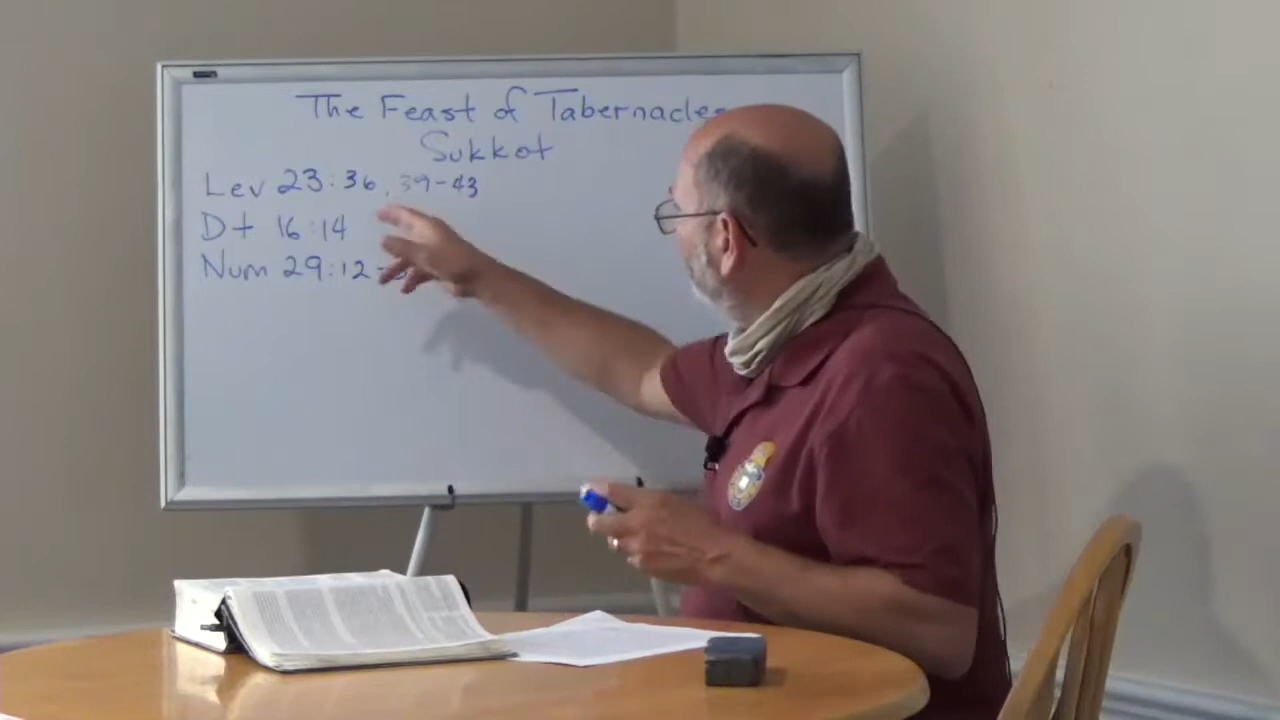 The Feast of Tabernacles
Sukkot
Lev 23:36, 39-43
Dt 16:14
Num 29:12-